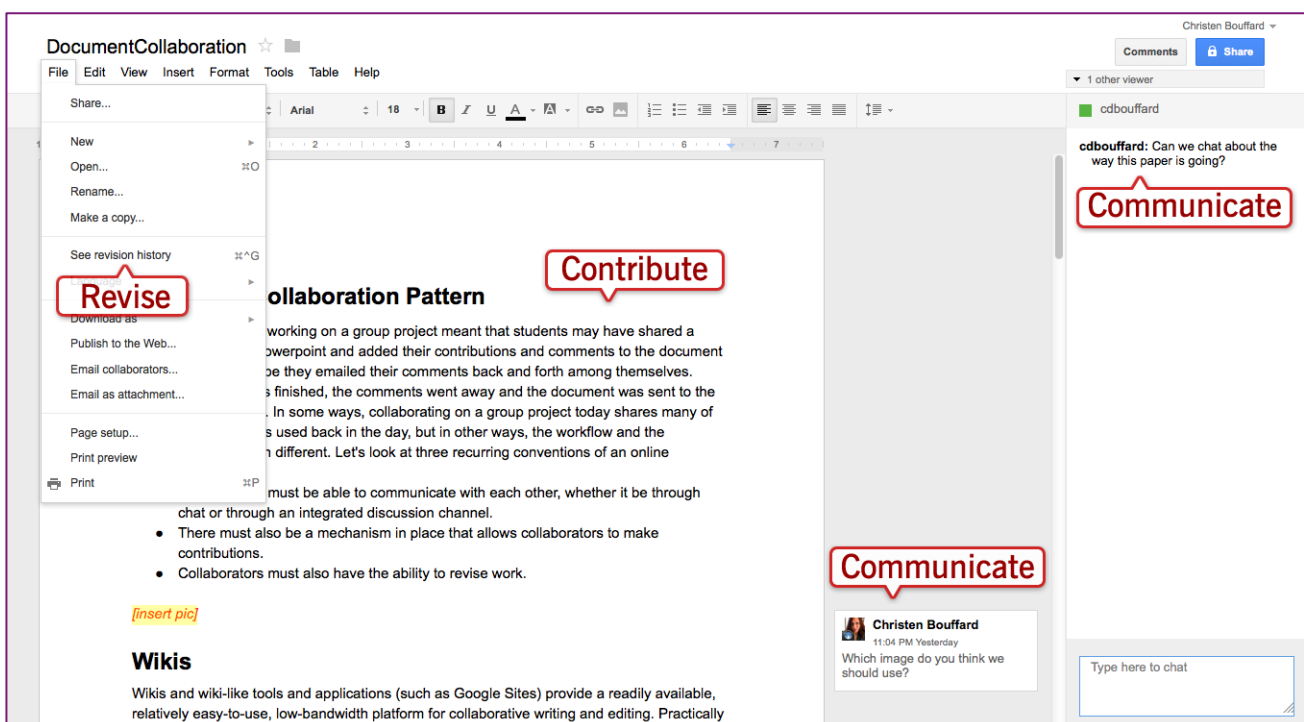 Christen Bouffard
DocumentCollaboration
Comments
Share
File Edit View Insert Format Tools Table Help
1 other viewer
Arial 18 B I U A A
cdbouffard
2 3 4 5 6 7
Share...
New
Open... ⌘O
Rename...
Make a copy...
See revision history ⌘^G
Revise
Download as
Publish to the Web...
Email collaborators...
Email as attachment...
Page setup...
Print preview
Print ⌘P
cdbouffard: Can we chat about the
way this paper is going?
Communicate
Contribute
ollaboration Pattern
working on a group project meant that students may have shared a
owerpoint and added their contributions and comments to the document
be they emailed their comments back and forth among themselves.
s finished, the comments went away and the document was sent to the
. In some ways, collaborating on a group project today shares many of
s used back in the day, but in other ways, the workflow and the
n different. Let's look at three recurring conventions of an online
must be able to communicate with each other, whether it be through
chat or through an integrated discussion channel.
● There must also be a mechanism in place that allows collaborators to make
contributions.
● Collaborators must also have the ability to revise work.
[insert pic]
Wikis
Wikis and wiki-like tools and applications (such as Google Sites) provide a readily available,
relatively easy-to-use, low-bandwidth platform for collaborative writing and editing. Practically
Communicate
Christen Bouffard
11:04 PM Yesterday
Which image do you think we
should use?
Type here to chat